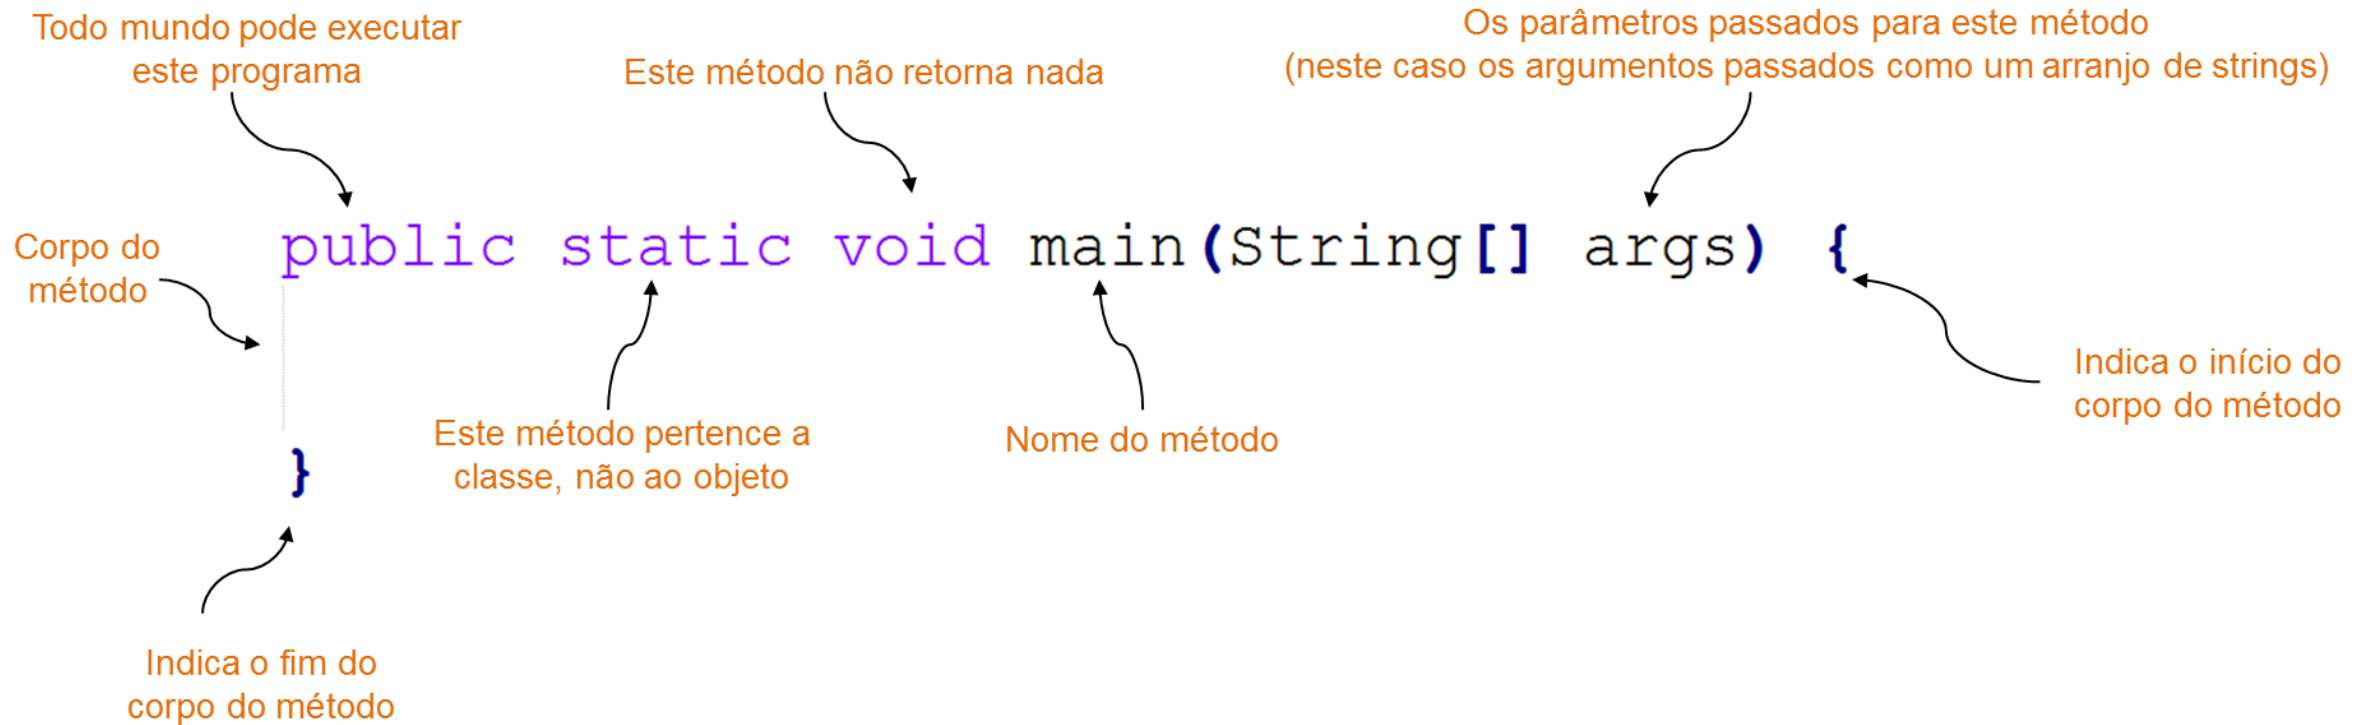 Todo mundo pode executar
este programa
Este método não retorna nada
Os parâmetros passados para este método
(neste caso os argumentos passados como um arranjo de strings)
Corpo do
método
public static void main(String[] args) {
Indica o início do
corpo do método
Este método pertence a
classe, não ao objeto
Nome do método
}
Indica o fim do
corpo do método